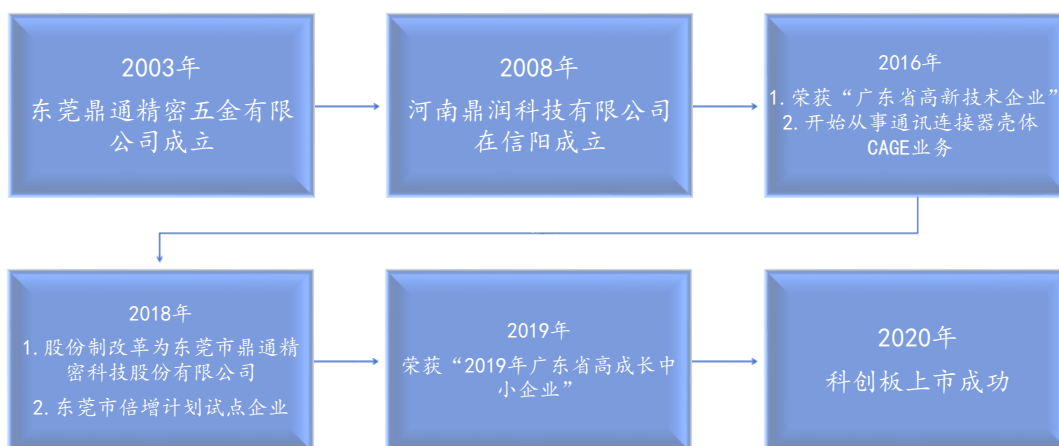 2003年
东莞鼎通精密五金有限
公司成立
2008年
河南鼎润科技有限公司
在信阳成立
2016年
1.荣获“广东省高新技术企业”
2.开始从事通讯连接器壳体
CAGE业务
2018年
1.股份制改革为东莞市鼎通精
密科技股份有限公司
2.东莞市倍增计划试点企业
2019年
荣获“2019年广东省高成长中
小企业”
2020年
科创板上市成功